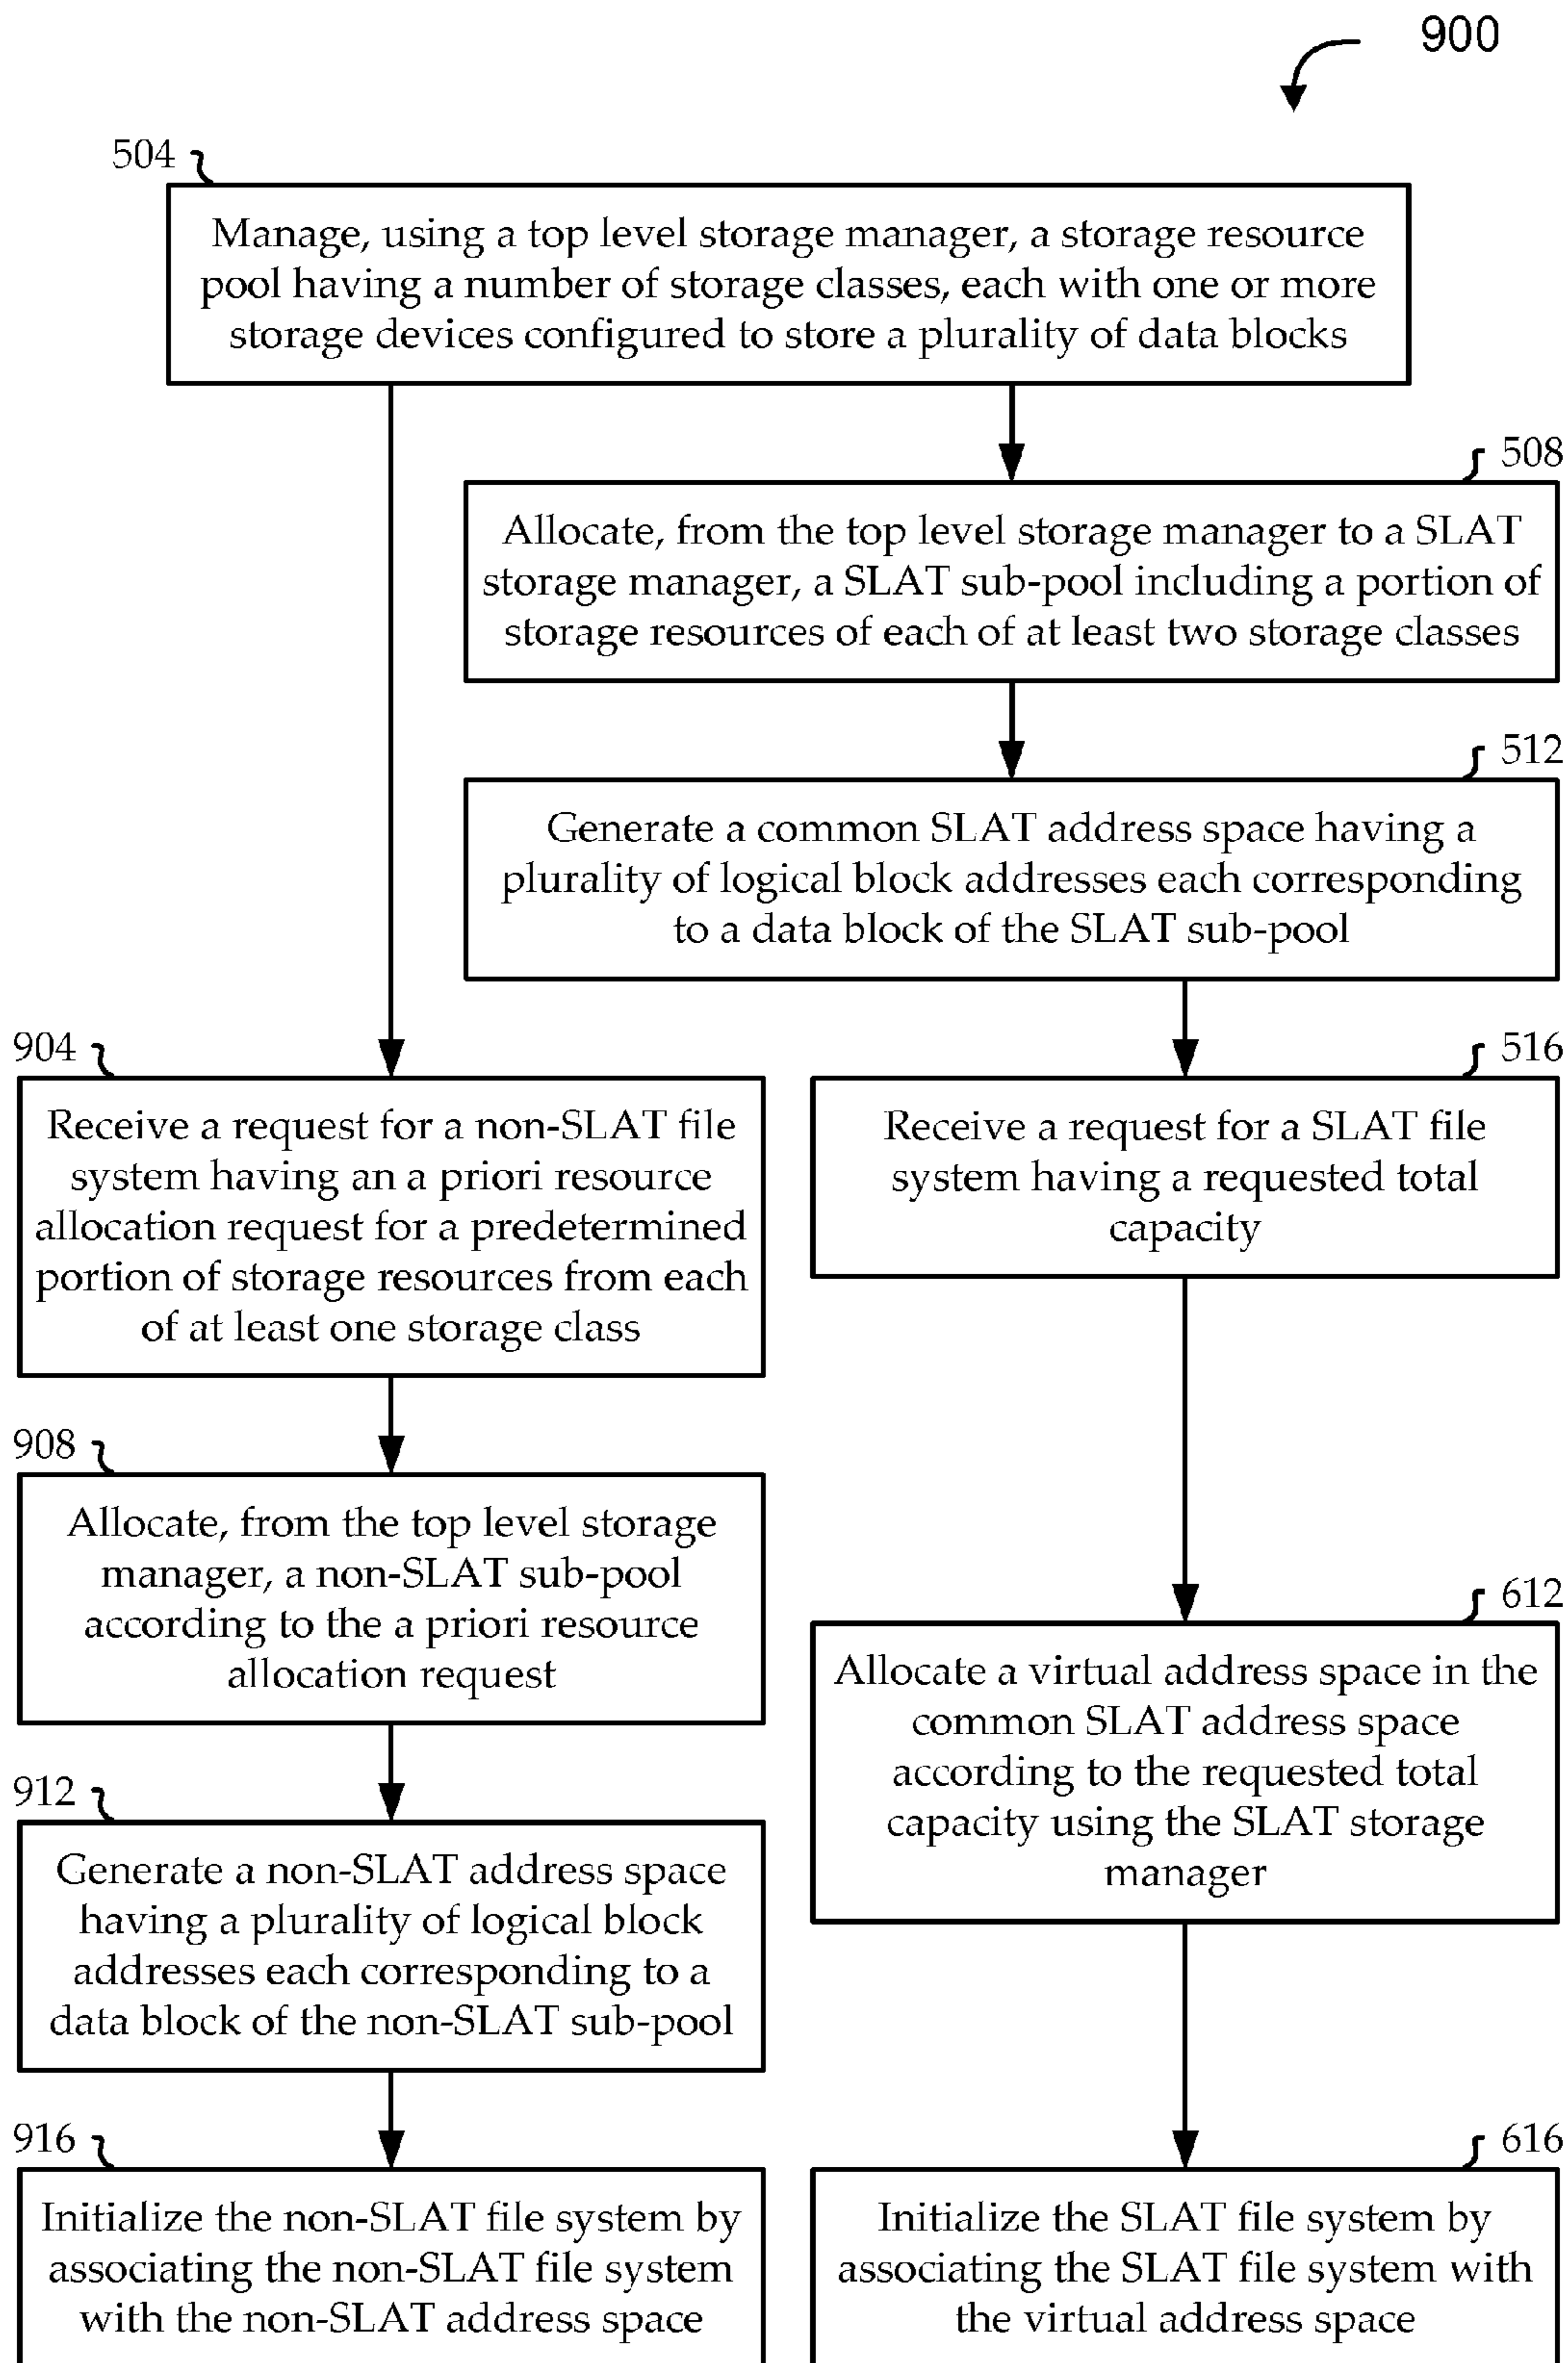 900
504
Manage, using a top level storage manager, a storage resource
pool having a number of storage classes, each with one or more
storage devices configured to store a plurality of data blocks
508
Allocate, from the top level storage manager to a SLAT
storage manager, a SLAT sub-pool including a portion of
storage resources of each of at least two storage classes
512
Generate a common SLAT address space having a
plurality of logical block addresses each corresponding
to a data block of the SLAT sub-pool
904
Receive a request for a non-SLAT file
system having an a priori resource
allocation request for a predetermined
portion of storage resources from each
of at least one storage class
516
Receive a request for a SLAT file
system having a requested total
capacity
908
Allocate, from the top level storage
manager, a non-SLAT sub-pool
according to the a priori resource
allocation request
612
Allocate a virtual address space in the
common SLAT address space
according to the requested total
capacity using the SLAT storage
manager
912
Generate a non-SLAT address space
having a plurality of logical block
addresses each corresponding to a
data block of the non-SLAT sub-pool
916
Initialize the non-SLAT file system by
associating the non-SLAT file system
with the non-SLAT address space
616
Initialize the SLAT file system by
associating the SLAT file system with
the virtual address space